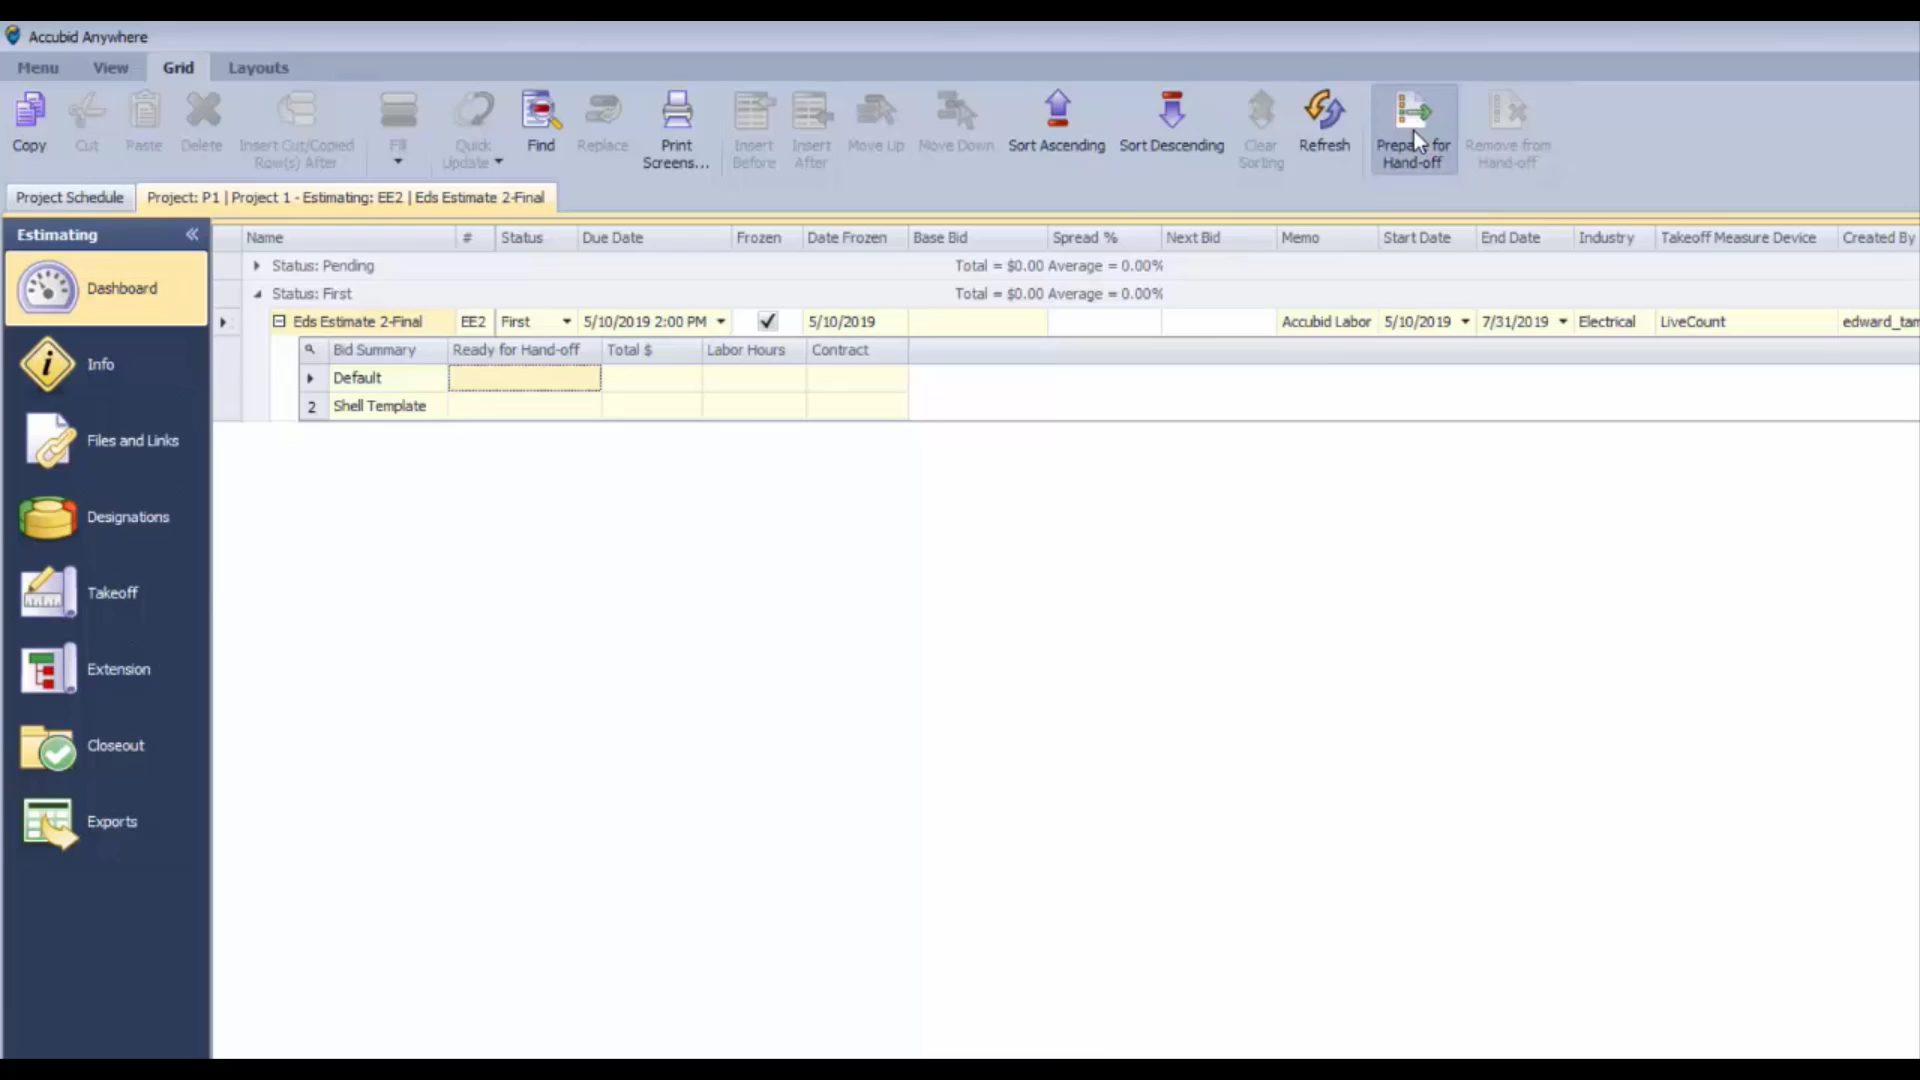 Accubid Anywhere
Menu View Grid Layouts
Copy Cut Paste Delete Insert Cut/Copied Row(s) After Fill Quick Update Find Replace Print Screens... Insert Before Insert After Move Up Move Down Sort Ascending Sort Descending Clear Sorting Refresh Prepare for Hand-off Remove from Hand-off
Project Schedule Project: P1 | Project 1 - Estimating: EE2 | Eds Estimate 2-Final
Estimating
Name # Status Due Date Frozen Date Frozen Base Bid Spread % Next Bid Memo Start Date End Date Industry Takeoff Measure Device Created By
Status: Pending Total = $0.00 Average = 0.00%
Status: First Total = $0.00 Average = 0.00%
Eds Estimate 2-Final EE2 First 5/10/2019 2:00 PM 5/10/2019 Accubid Labor 5/10/2019 7/31/2019 Electrical LiveCount edward_tam
Bid Summary Ready for Hand-off Total $ Labor Hours Contract
Default
2 Shell Template
Dashboard
Info
Files and Links
Designations
Takeoff
Extension
Closeout
Exports